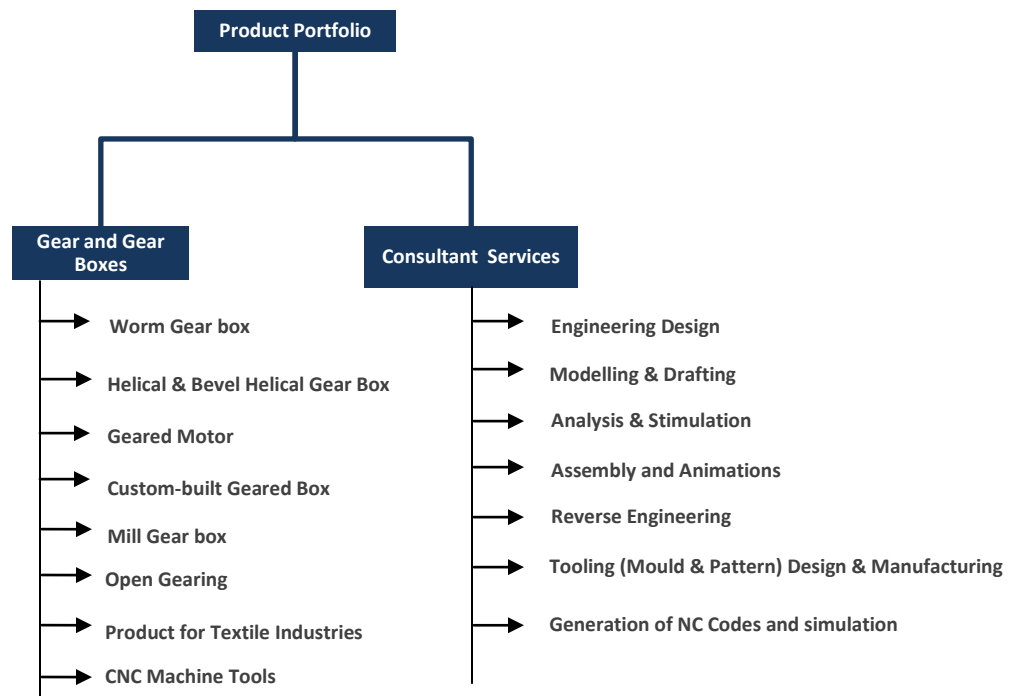 Product Portfolio
Gear and Gear
Boxes
Worm Gear box
Helical & Bevel Helical Gear Box
Geared Motor
Custom-built Geared Box
Mill Gear box
Open Gearing
Product for Textile Industries
CNC Machine Tools
Consultant Services
Engineering Design
Modelling & Drafting
Analysis & Stimulation
Assembly and Animations
Reverse Engineering
Tooling (Mould & Pattern) Design & Manufacturing
Generation of NC Codes and simulation